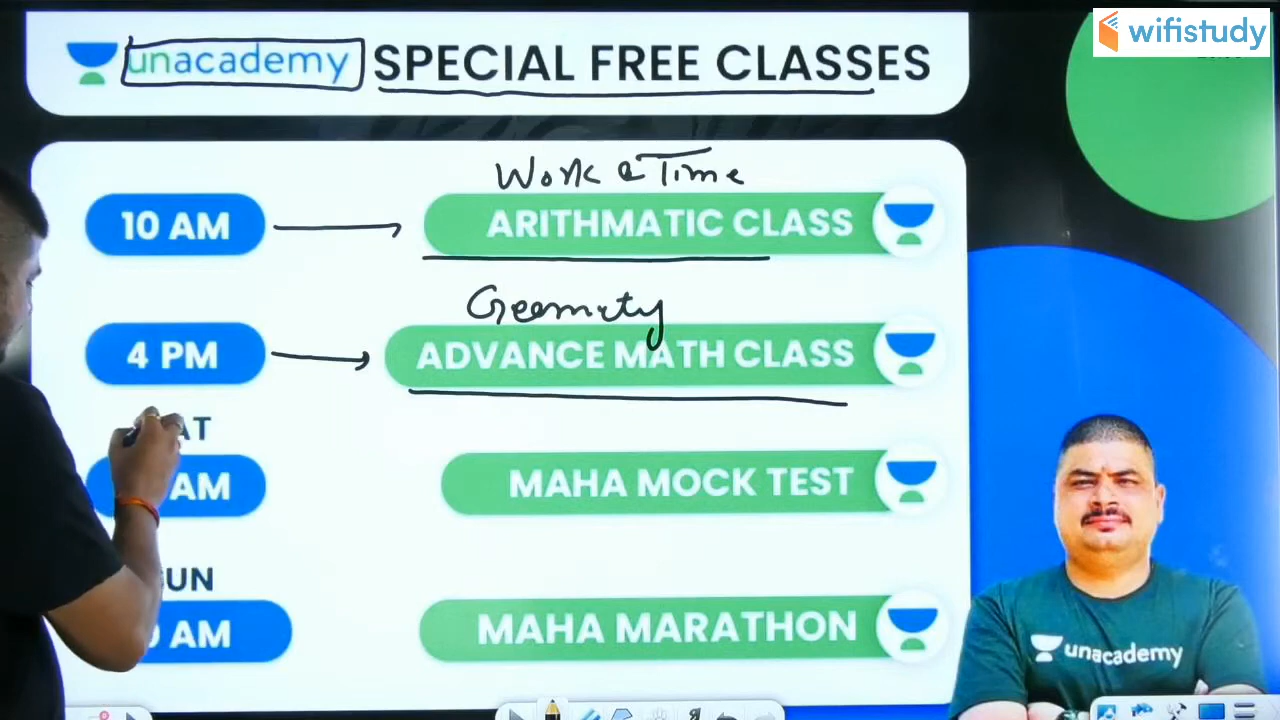 wifistudy
unacademy SPECIAL FREE CLASSES
Work & Time
10 AM ARITHMATIC CLASS
Geometry
4 PM ADVANCE MATH CLASS
AM MAHA MOCK TEST
AM MAHA MARATHON
unacademy